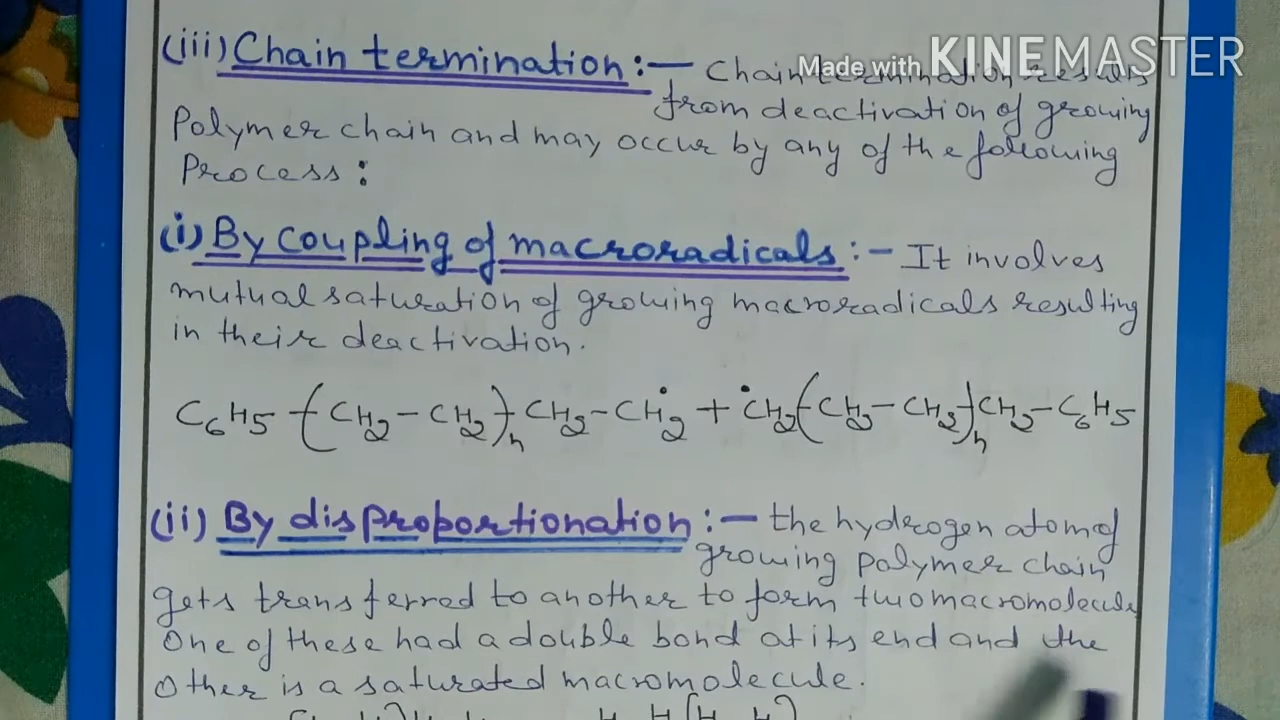 Made with KINEMASTER
(iii) Chain termination :— Chain termination results
from deactivation of growing
Polymer chain and may occur by any of the following
Process :
(i) By coupling of macroradicals :— It involves
mutual saturation of growing macroradicals resulting
in their deactivation.
C6H5-(CH2-CH2)n-CH2-ĊH2 + ĊH2-(CH2-CH2)n-CH2-C6H5
(ii) By disproportionation :— the hydrogen atom of
growing polymer chain
gets transferred to another to form two macromolecule
One of these had a double bond at its end and the
other is a saturated macromolecule.